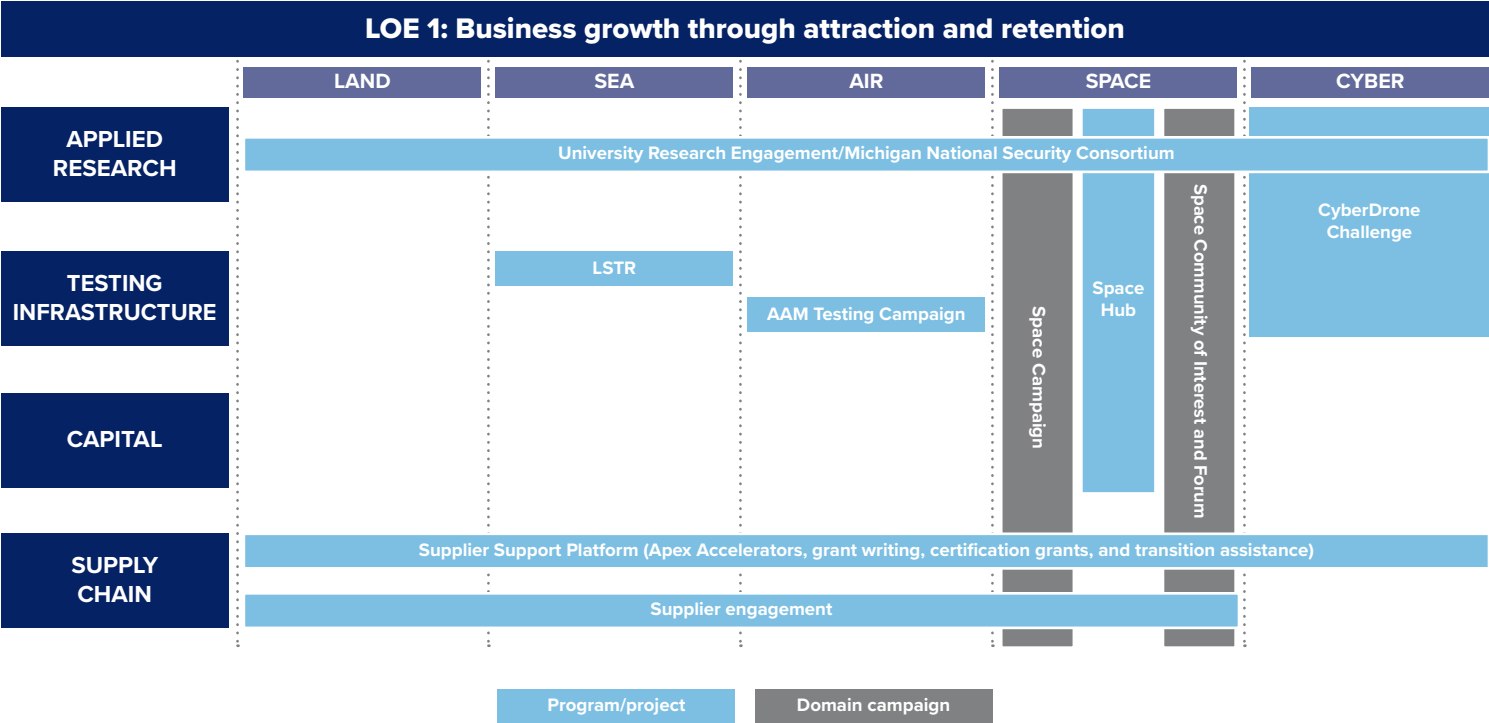 LOE 1: Business growth through attraction and retention
LAND
SEA
AIR
SPACE
CYBER
APPLIED
RESEARCH
University Research Engagement/Michigan National Security Consortium
CyberDrone
Challenge
TESTING
INFRASTRUCTURE
LSTR
AAM Testing Campaign
Space Campaign
Space
Hub
Space Community of Interest and Forum
CAPITAL
SUPPLY
CHAIN
Supplier Support Platform (Apex Accelerators, grant writing, certification grants, and transition assistance)
Supplier engagement
Program/project
Domain campaign